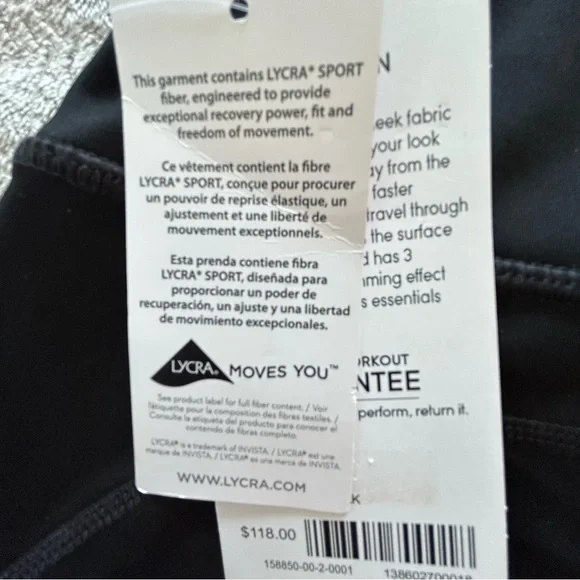 This garment contains LYCRA® SPORT
fiber, engineered to provide
exceptional recovery power, fit and
freedom of movement.
Ce vêtement contient la fibre
LYCRA® SPORT, conçue pour procurer
un pouvoir de reprise élastique, un
ajustement et une liberté de
mouvement exceptionnels.
Esta prenda contiene fibra
LYCRA® SPORT, diseñada para
proporcionar un poder de
recuperación, un ajuste y una libertad
de movimiento excepcionales.
LYCRA® MOVES YOU™
See product label for full fiber content. / Voir
l'étiquette pour la composition des fibres textiles. /
Consulte la etiqueta del producto para conocer el
contenido de fibras completo.
LYCRA® is a trademark of INVISTA. / LYCRA® est une
marque de INVISTA. / LYCRA® es una marca de INVISTA.
WWW.LYCRA.COM
N
eek fabric
your look
ay from the
faster
travel through
the surface
d has 3
ming effect
s essentials
ORKOUT
NTEE
perform, return it.
K
$118.00
158850-00-2-0001